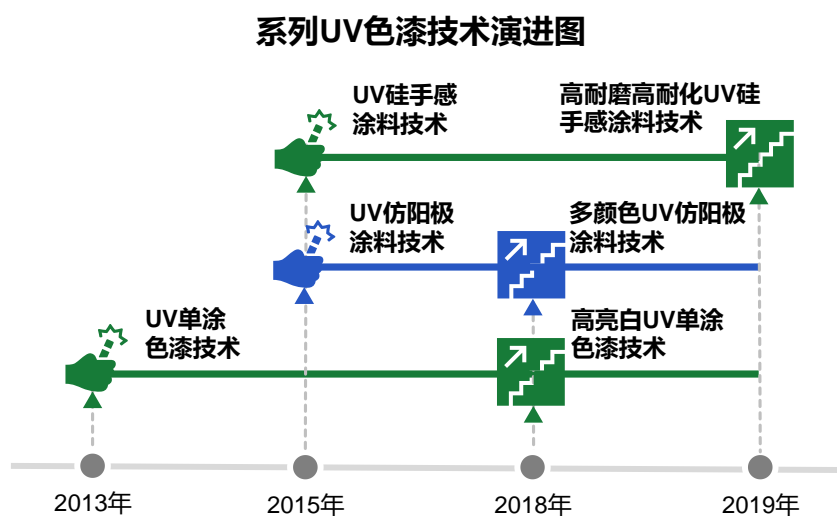 系列UV色漆技术演进图
UV硅手感
涂料技术
高耐磨高耐化UV硅
手感涂料技术
UV仿阳极
涂料技术
多颜色UV仿阳极
涂料技术
UV单涂
色漆技术
高亮白UV单涂
色漆技术
2013年
2015年
2018年
2019年